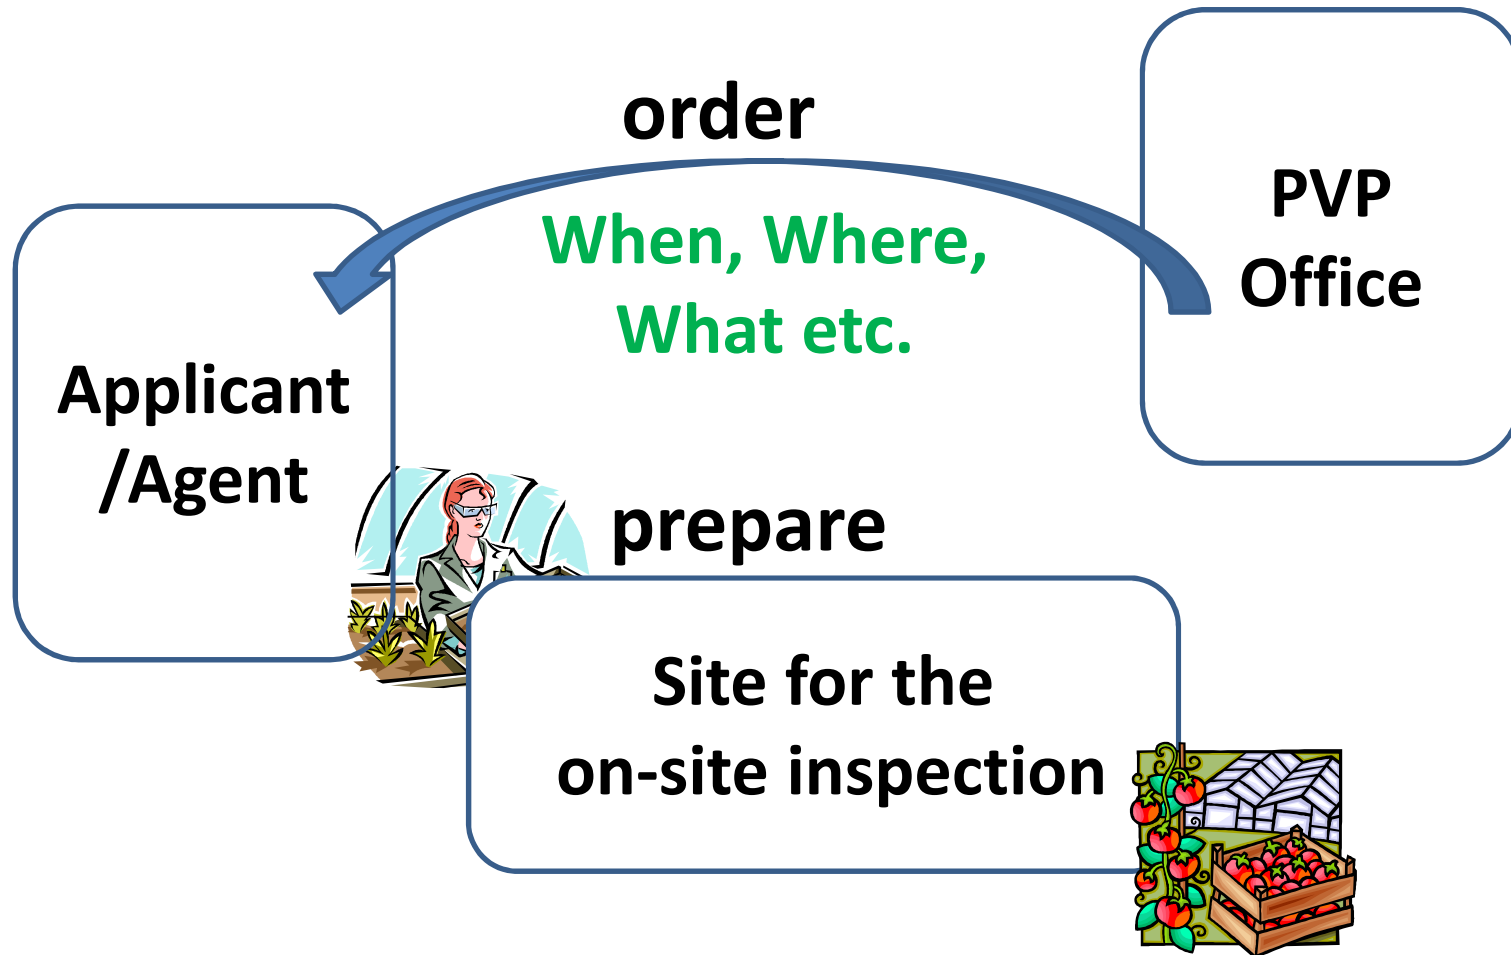 order
PVP
Office
When, Where,
What etc.
Applicant
/Agent
prepare
Site for the
on-site inspection